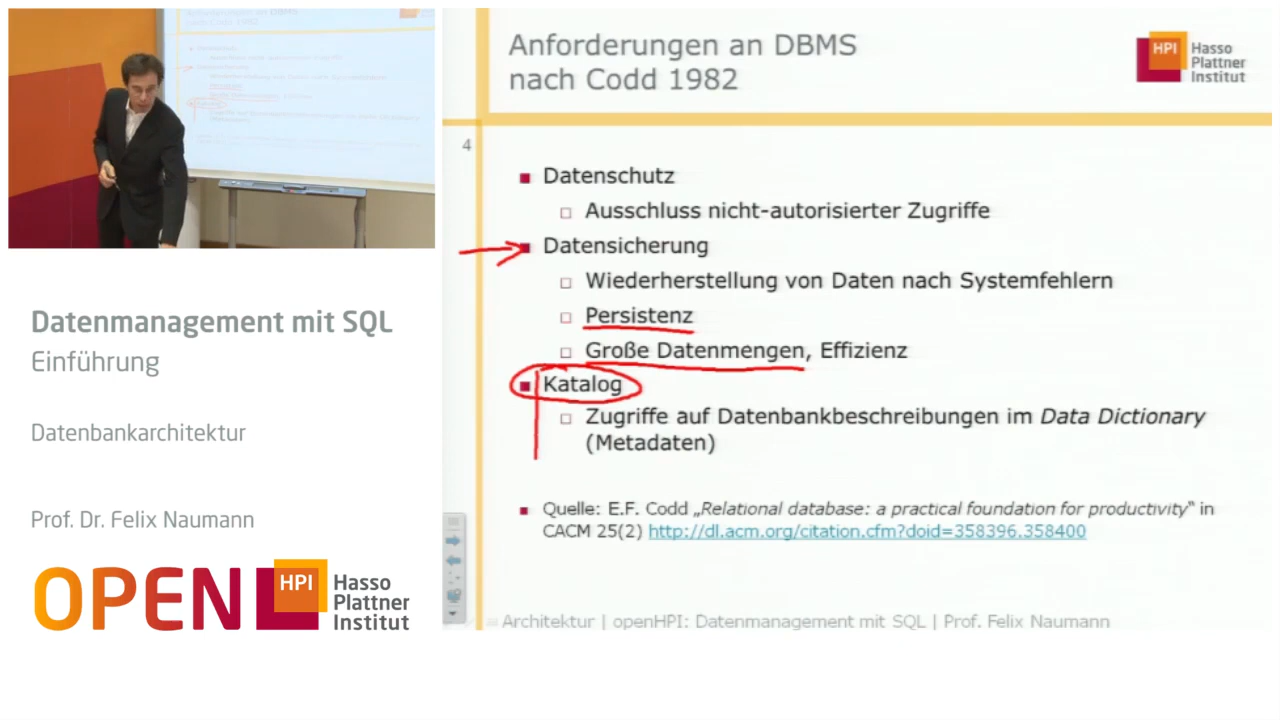 Anforderungen an DBMS
nach Codd 1982
HPI Hasso
Plattner
Institut
4
Datenschutz
Ausschluss nicht-autorisierter Zugriffe
Datensicherung
Wiederherstellung von Daten nach Systemfehlern
Persistenz
Große Datenmengen, Effizienz
Katalog
Zugriffe auf Datenbankbeschreibungen im Data Dictionary
(Metadaten)
Quelle: E.F. Codd „Relational database: a practical foundation for productivity“ in
CACM 25(2) http://dl.acm.org/citation.cfm?doid=358396.358400
Architektur | openHPI: Datenmanagement mit SQL | Prof. Felix Naumann
Datenmanagement mit SQL
Einführung
Datenbankarchitektur
Prof. Dr. Felix Naumann
OPEN HPI Hasso
Plattner
Institut